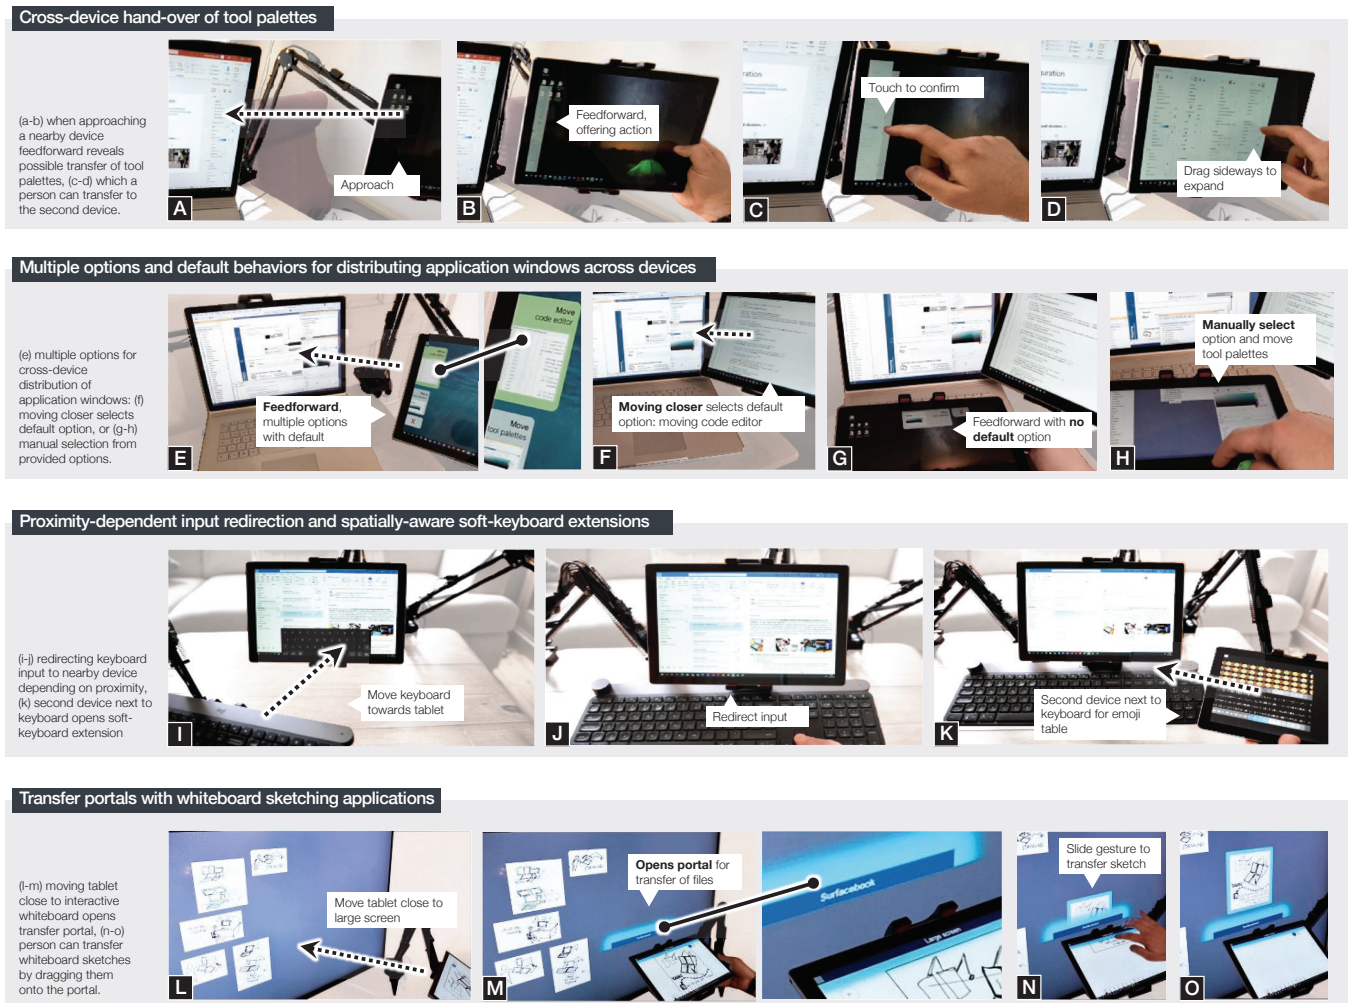 Cross-device hand-over of tool palettes
(a-b) when approaching
a nearby device
feedforward reveals
possible transfer of tool
palettes, (c-d) which a
person can transfer to
the second device.
Approach
A
Feedforward,
offering action
B
Touch to confirm
C
Drag sideways to
expand
D
Multiple options and default behaviors for distributing application windows across devices
(e) multiple options for
cross-device
distribution of
application windows: (f)
moving closer selects
default option, or (g-h)
manual selection from
provided options.
Feedforward,
multiple options
with default
E
Move
code editor
Move
tool palettes
Moving closer selects default
option: moving code editor
F
Feedforward with no
default option
G
Manually select
option and move
tool palettes
H
Proximity-dependent input redirection and spatially-aware soft-keyboard extensions
(i-j) redirecting keyboard
input to nearby device
depending on proximity,
(k) second device next to
keyboard opens soft-
keyboard extension
Move keyboard
towards tablet
I
Redirect input
J
Second device next to
keyboard for emoji
table
K
Transfer portals with whiteboard sketching applications
(l-m) moving tablet
close to interactive
whiteboard opens
transfer portal, (n-o)
person can transfer
whiteboard sketches
by dragging them
onto the portal.
Move tablet close to
large screen
L
Opens portal for
transfer of files
M
Surfacebook
Large screen
Slide gesture to
transfer sketch
N
O